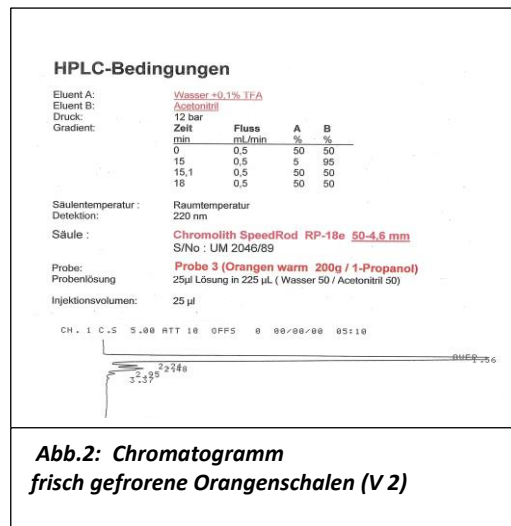 HPLC-Bedingungen
Eluent A: Wasser +0,1% TFA
Eluent B: Acetonitril
Druck: 12 bar
Gradient: Zeit Fluss A B
min mL/min % %
0 0,5 50 50
15 0,5 5 95
15,1 0,5 50 50
18 0,5 50 50
Säulentemperatur : Raumtemperatur
Detektion: 220 nm
Säule : Chromolith SpeedRod RP-18e 50-4,6 mm
S/No : UM 2046/89
Probe: Probe 3 (Orangen warm 200g / 1-Propanol)
Probenlösung 25µl Lösung in 225 µL ( Wasser 50 / Acetonitril 50)
Injektionsvolumen: 25 µl
CH. 1 C.S 5.00 ATT 10 OFFS 0 00/00/00 05:10
1.56
2.95
3.37
Abb.2: Chromatogramm
frisch gefrorene Orangenschalen (V 2)